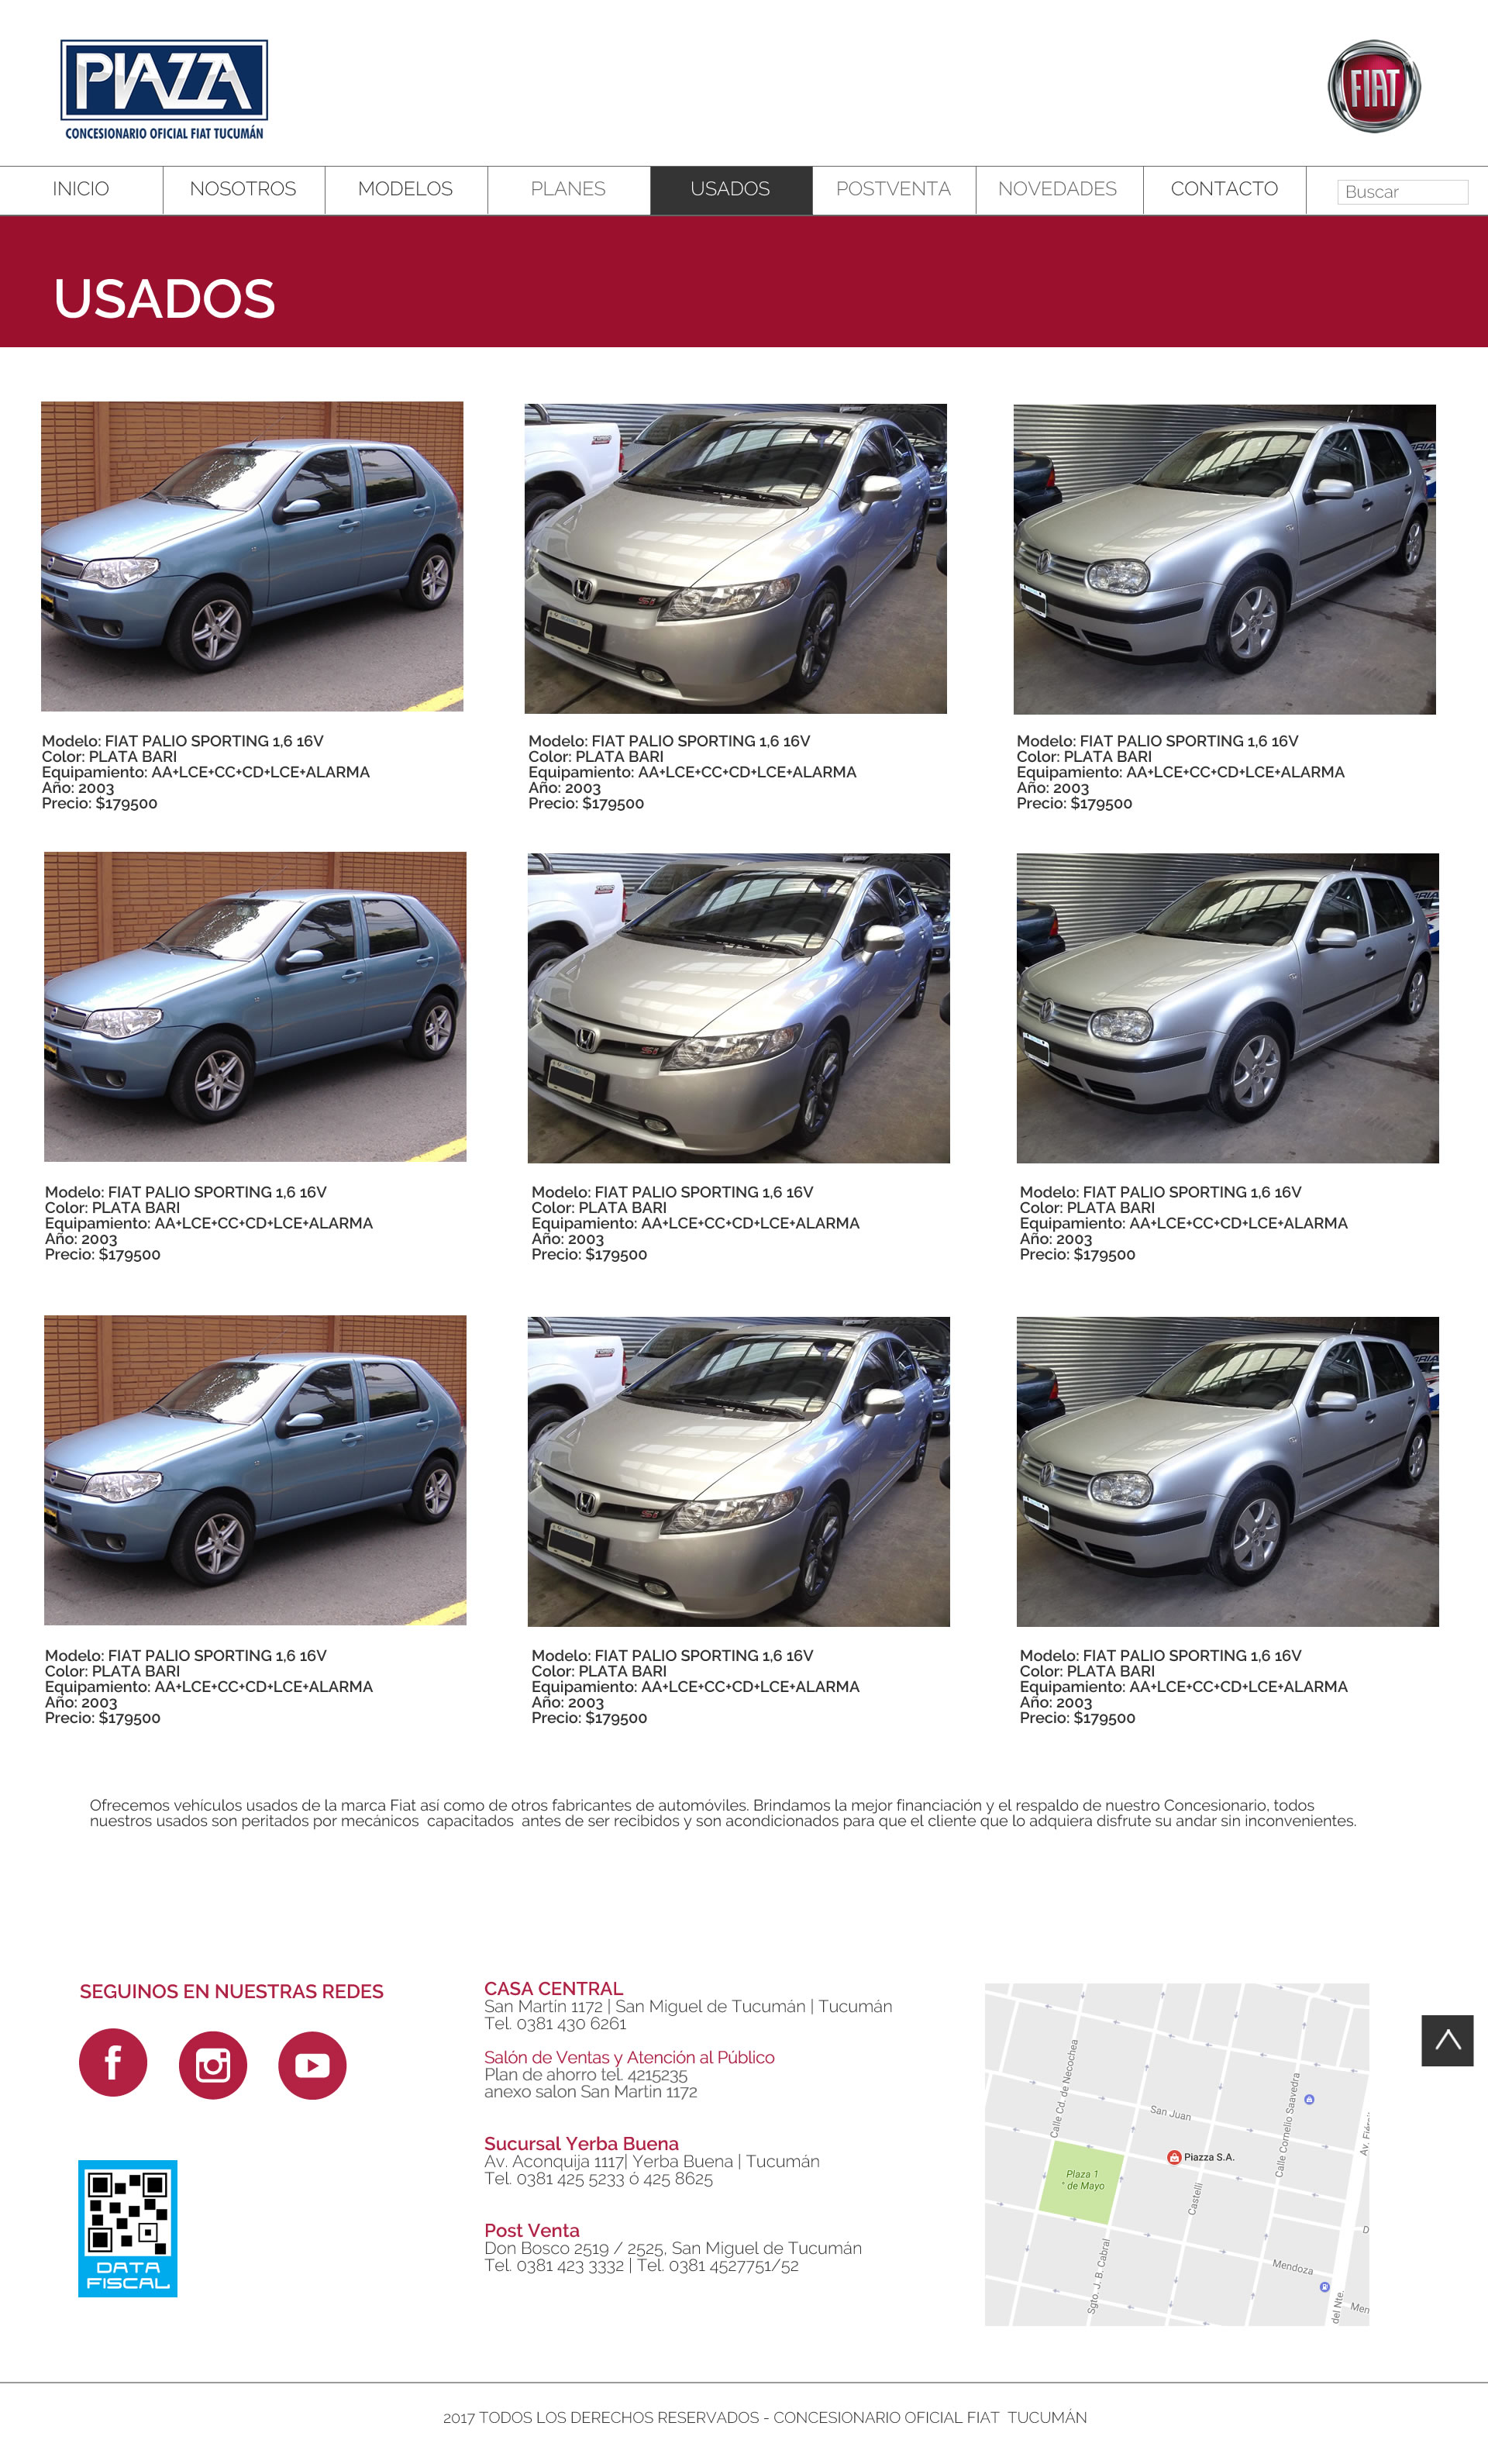 PIAZZA
CONCESIONARIO OFICIAL FIAT TUCUMÁN
FIAT
INICIO
NOSOTROS
MODELOS
PLANES
USADOS
POSTVENTA
NOVEDADES
CONTACTO
Buscar
USADOS
Modelo: FIAT PALIO SPORTING 1,6 16V
Color: PLATA BARI
Equipamiento: AA+LCE+CC+CD+LCE+ALARMA
Año: 2003
Precio: $179500
Modelo: FIAT PALIO SPORTING 1,6 16V
Color: PLATA BARI
Equipamiento: AA+LCE+CC+CD+LCE+ALARMA
Año: 2003
Precio: $179500
Modelo: FIAT PALIO SPORTING 1,6 16V
Color: PLATA BARI
Equipamiento: AA+LCE+CC+CD+LCE+ALARMA
Año: 2003
Precio: $179500
Modelo: FIAT PALIO SPORTING 1,6 16V
Color: PLATA BARI
Equipamiento: AA+LCE+CC+CD+LCE+ALARMA
Año: 2003
Precio: $179500
Modelo: FIAT PALIO SPORTING 1,6 16V
Color: PLATA BARI
Equipamiento: AA+LCE+CC+CD+LCE+ALARMA
Año: 2003
Precio: $179500
Modelo: FIAT PALIO SPORTING 1,6 16V
Color: PLATA BARI
Equipamiento: AA+LCE+CC+CD+LCE+ALARMA
Año: 2003
Precio: $179500
Modelo: FIAT PALIO SPORTING 1,6 16V
Color: PLATA BARI
Equipamiento: AA+LCE+CC+CD+LCE+ALARMA
Año: 2003
Precio: $179500
Modelo: FIAT PALIO SPORTING 1,6 16V
Color: PLATA BARI
Equipamiento: AA+LCE+CC+CD+LCE+ALARMA
Año: 2003
Precio: $179500
Modelo: FIAT PALIO SPORTING 1,6 16V
Color: PLATA BARI
Equipamiento: AA+LCE+CC+CD+LCE+ALARMA
Año: 2003
Precio: $179500
Ofrecemos vehículos usados de la marca Fiat así como de otros fabricantes de automóviles. Brindamos la mejor financiación y el respaldo de nuestro Concesionario, todos
nuestros usados son peritados por mecánicos capacitados antes de ser recibidos y son acondicionados para que el cliente que lo adquiera disfrute su andar sin inconvenientes.
SEGUINOS EN NUESTRAS REDES
DATA
FISCAL
CASA CENTRAL
San Martin 1172 | San Miguel de Tucumán | Tucumán
Tel. 0381 430 6261
Salón de Ventas y Atención al Público
Plan de ahorro tel. 4215235
anexo salon San Martin 1172
Sucursal Yerba Buena
Av. Aconquija 1117| Yerba Buena | Tucumán
Tel. 0381 425 5233 ó 425 8625
Post Venta
Don Bosco 2519 / 2525, San Miguel de Tucumán
Tel. 0381 423 3332 | Tel. 0381 4527751/52
Calle Cd. de Necochea
San Juan
Calle Cornelio Saavedra
Piazza S.A.
Plaza 1
° de Mayo
Castelli
Sgto. J. B. Cabral
Mendoza
del Nte.
Men
D
2017 TODOS LOS DERECHOS RESERVADOS - CONCESIONARIO OFICIAL FIAT TUCUMÁN